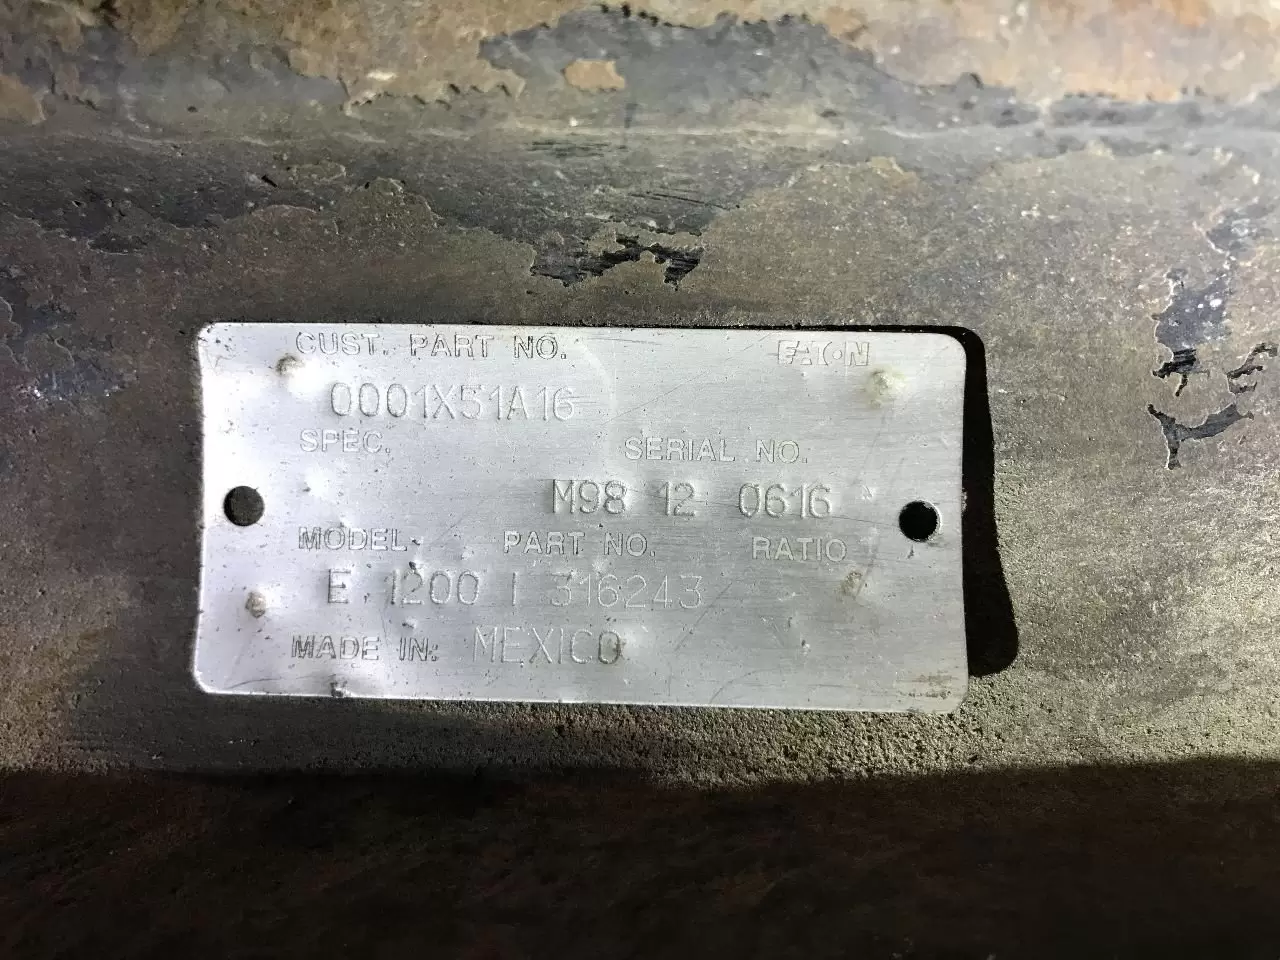 CUST. PART NO. EATON
0001X51A16
SPEC. SERIAL NO.
M98 12 0616
MODEL PART NO. RATIO
E 1200 I 316243
MADE IN: MEXICO